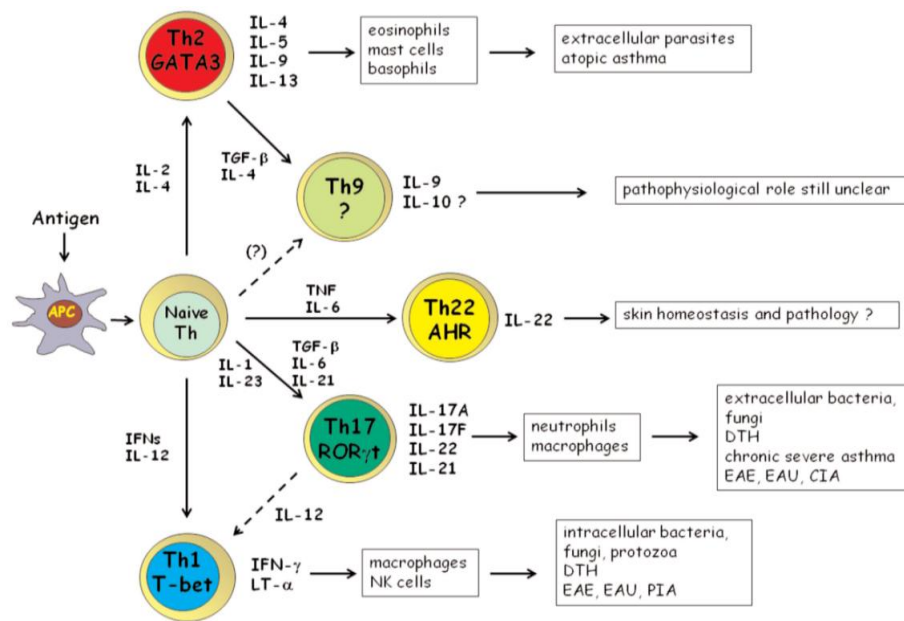 Th2
GATA3
IL-4
IL-5
IL-9
IL-13
eosinophils
mast cells
basophils
extracellular parasites
atopic asthma
IL-2
IL-4
TGF-β
IL-4
Th9
?
IL-9
IL-10 ?
pathophysiological role still unclear
Antigen
(?)
APC
Naive
Th
TNF
IL-6
Th22
AHR
IL-22
skin homeostasis and pathology ?
IL-1
IL-23
TGF-β
IL-6
IL-21
Th17
RORγt
IL-17A
IL-17F
IL-22
IL-21
neutrophils
macrophages
extracellular bacteria,
fungi
DTH
chronic severe asthma
EAE, EAU, CIA
IFNs
IL-12
IL-12
Th1
T-bet
IFN-γ
LT-α
macrophages
NK cells
intracellular bacteria,
fungi, protozoa
DTH
EAE, EAU, PIA